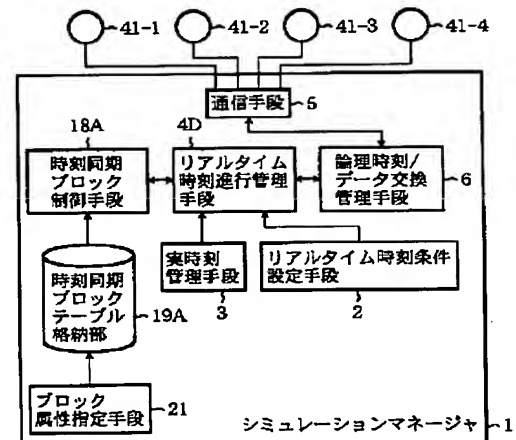 41-1
41-2
41-3
41-4
通信手段
5
18A
4D
時刻同期
ブロック
制御手段
リアルタイム
時刻進行管理
手段
論理時刻/
データ交換
管理手段
6
実時刻
管理手段
3
リアルタイム時刻条件
設定手段
2
時刻同期
ブロック
テーブル
格納部
19A
ブロック
属性指定手段
21
シミュレーションマネージャ
1